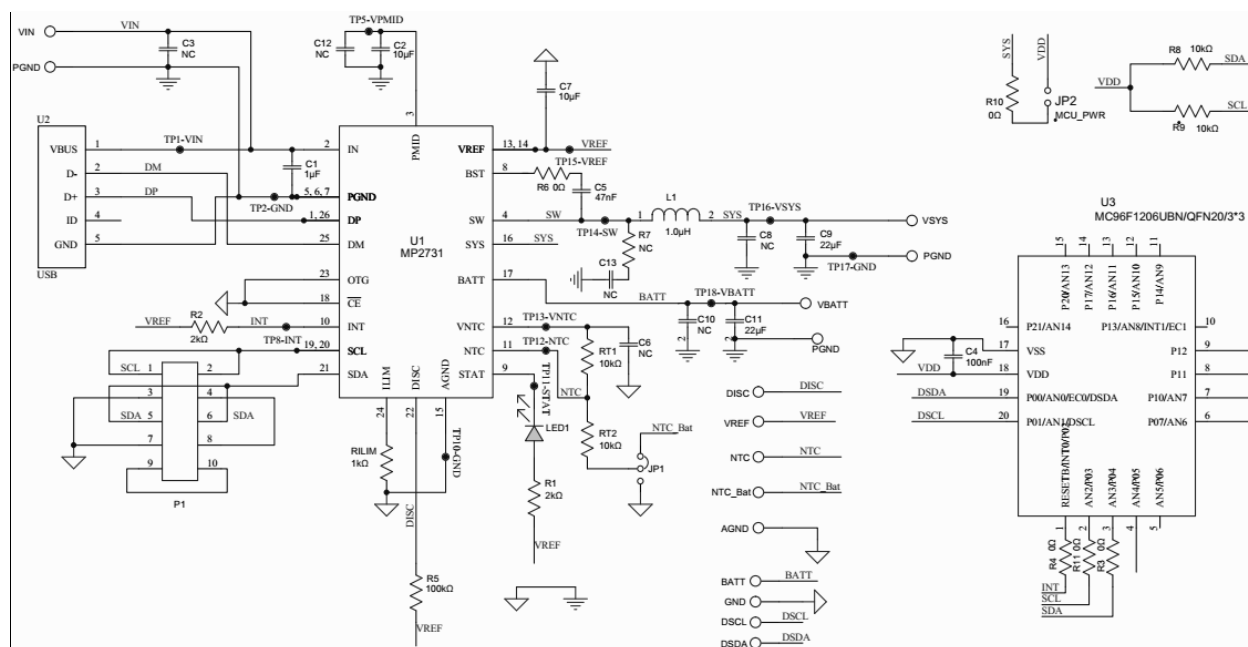 VIN
VIN
PGND
C3
NC
TP5-VPMID
C12
NC
C2
10µF
3
PMID
C7
10µF
SYS
VDD
R10
0Ω
JP2
MCU_PWR
VDD
R8
10kΩ
SDA
R9
10kΩ
SCL
U2
VBUS
D-
D+
ID
GND
USB
1
2
3
4
5
TP1-VIN
DM
DP
C1
1µF
TP2-GND
2
5, 6, 7
1, 26
25
23
18
10
19, 20
21
IN
PGND
DP
DM
OTG
CE
INT
SCL
SDA
U1
MP2731
VREF
BST
SW
SYS
BATT
VNTC
NTC
STAT
ILIM
DISC
AGND
24
22
15
13, 14
8
4
16
17
12
11
9
VREF
TP15-VREF
R6 0Ω
C5
47nF
SW
TP14-SW
1
L1
1.0µH
2
SYS
TP16-VSYS
VSYS
R7
NC
C13
NC
C8
NC
C9
22µF
TP17-GND
PGND
SYS
BATT
TP18-VBATT
VBATT
C10
NC
C11
22µF
2
2
PGND
TP13-VNTC
TP12-NTC
RT1
10kΩ
C6
NC
NTC
RT2
10kΩ
NTC_Bat
JP1
TP11-STAT
LED1
R1
2kΩ
VREF
VREF
R2
2kΩ
INT
TP8-INT
SCL
1
2
3
4
SDA
5
6
SDA
7
8
9
10
P1
RILIM
1kΩ
TP10-GND
DISC
R5
100kΩ
VREF
DISC
DISC
VREF
VREF
NTC
NTC
NTC_Bat
NTC_Bat
AGND
BATT
BATT
GND
DSCL
DSCL
DSDA
DSDA
U3
MC96F1206UBN/QFN20/3*3
15
14
13
12
11
P20/AN13
P17/AN12
P16/AN11
P15/AN10
P14/AN9
16
P21/AN14
P13/AN8/INT1/EC1
10
17
VSS
P12
9
C4
100nF
VDD
18
VDD
P11
8
DSDA
19
P00/AN0/EC0/DSDA
P10/AN7
7
DSCL
20
P01/AN1/DSCL
P07/AN6
6
AN2/P03
AN3/P04
AN4/P05
AN5/P06
1
2
3
4
5
R4 0Ω
R11 0Ω
R3 0Ω
INT
SCL
SDA